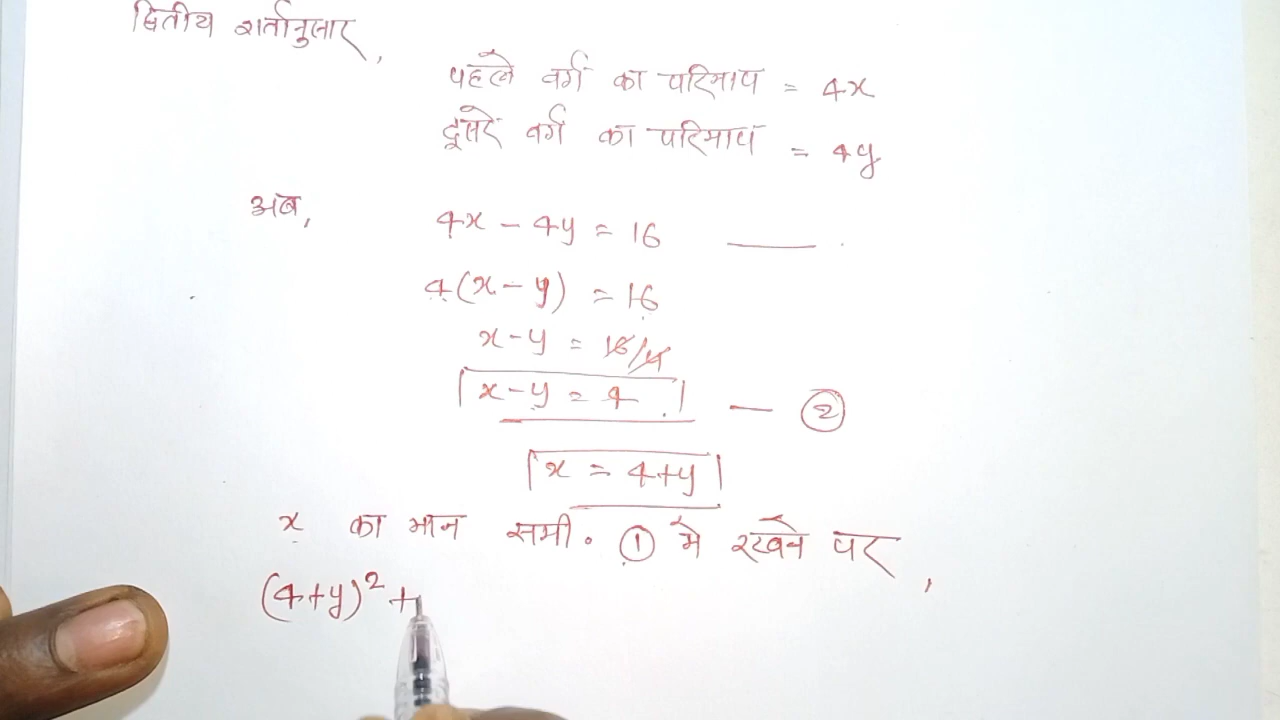 द्वितीय शर्तानुसार,
पहले वर्ग का परिमाप = 4x
दूसरे वर्ग का परिमाप = 4y
अब, 4x - 4y = 16
4(x - y) = 16
x - y = 16/4
x - y = 4 — ②
x = 4+y
x का मान समी. ① मे रखने पर,
(4+y)² +